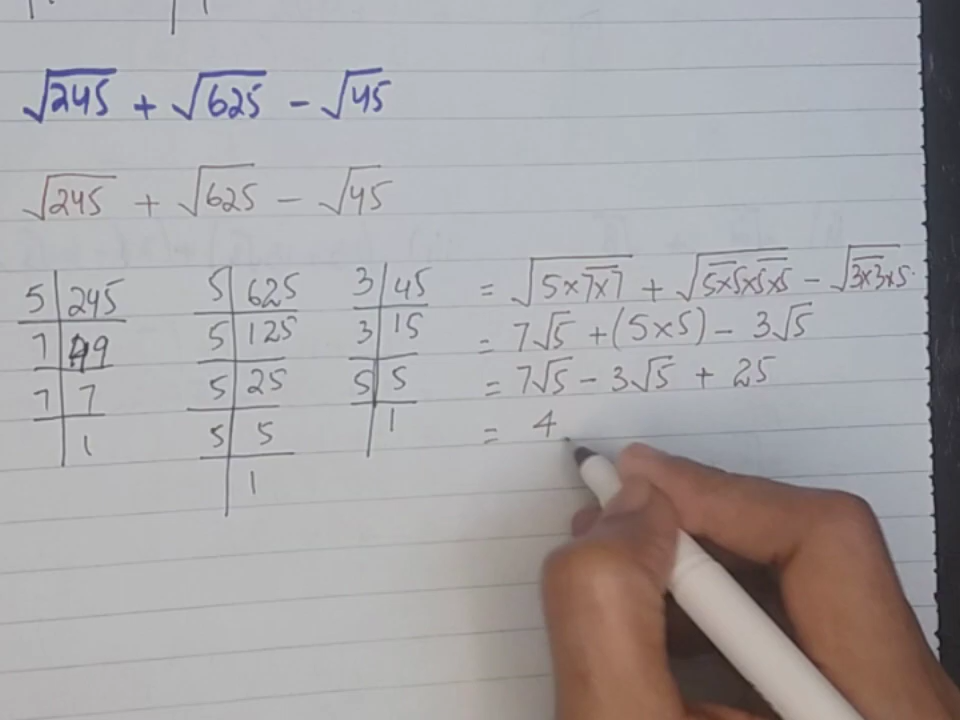 √245 + √625 - √45
√245 + √625 - √45
5 | 245
7 | 49
7 | 7
1
5 | 625
5 | 125
5 | 25
5 | 5
1
3 | 45
3 | 15
5 | 5
1
= √5×7×7 + √5×5×5×5 - √3×3×5
= 7√5 + (5×5) - 3√5
= 7√5 - 3√5 + 25
= 4